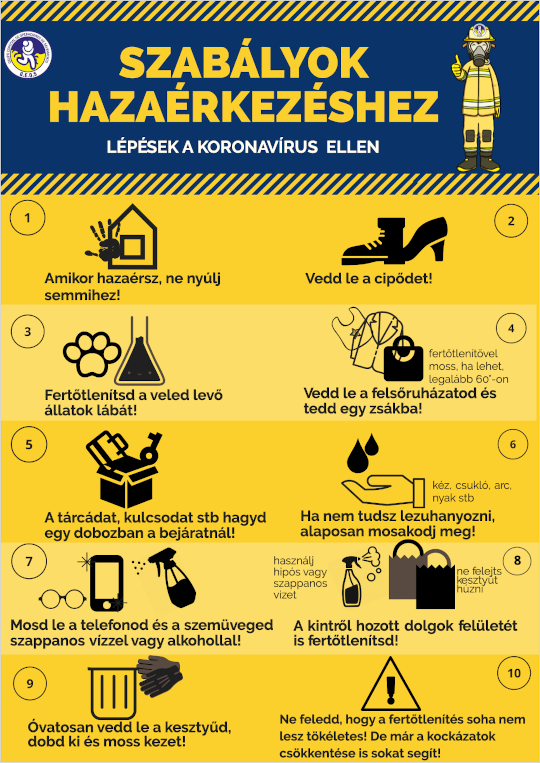 SZABÁLYOK
HAZAÉRKEZÉSHEZ
LÉPÉSEK A KORONAVÍRUS ELLEN
1
Amikor hazaérsz, ne nyúlj
semmihez!
2
Vedd le a cipődet!
3
Fertőtlenítsd a veled levő
állatok lábát!
4
fertőtlenítővel
moss, ha lehet,
legalább 60°-on
Vedd le a felsőruházatod és
tedd egy zsákba!
5
A tárcádat, kulcsodat stb hagyd
egy dobozban a bejáratnál!
6
kéz, csukló, arc,
nyak stb
Ha nem tudsz lezuhanyozni,
alaposan mosakodj meg!
7
Mosd le a telefonod és a szemüveged
szappanos vízzel vagy alkohollal!
8
használj
hipós vagy
szappanos
vizet
ne felejts
kesztyűt
húzni
A kintről hozott dolgok felületét
is fertőtlenítsd!
9
Óvatosan vedd le a kesztyűd,
dobd ki és moss kezet!
10
Ne feledd, hogy a fertőtlenítés soha nem
lesz tökéletes! De már a kockázatok
csökkentése is sokat segít!